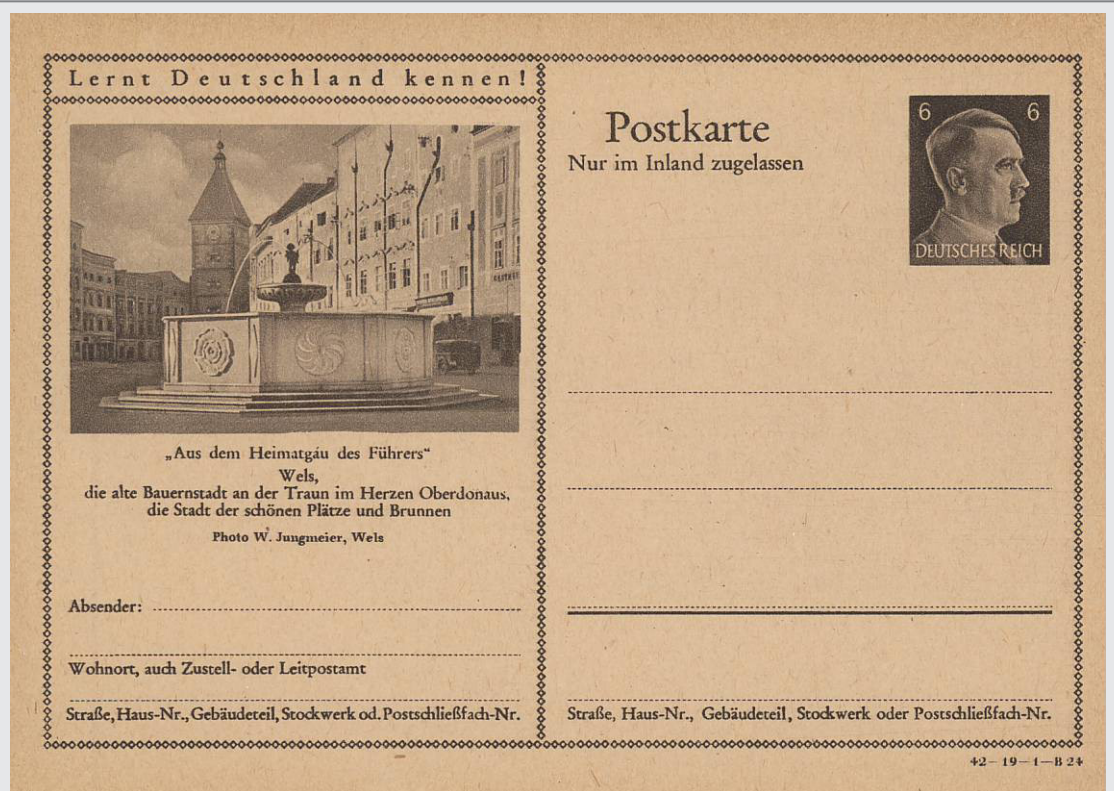 Lernt Deutschland kennen!
„Aus dem Heimatgau des Führers“
Wels,
die alte Bauernstadt an der Traun im Herzen Oberdonaus,
die Stadt der schönen Plätze und Brunnen
Photo W. Jungmeier, Wels
Absender:
Wohnort, auch Zustell- oder Leitpostamt
Straße, Haus-Nr., Gebäudeteil, Stockwerk od. Postschließfach-Nr.
Postkarte
Nur im Inland zugelassen
6 6
DEUTSCHES REICH
Straße, Haus-Nr., Gebäudeteil, Stockwerk oder Postschließfach-Nr.
42–19–1–B 24